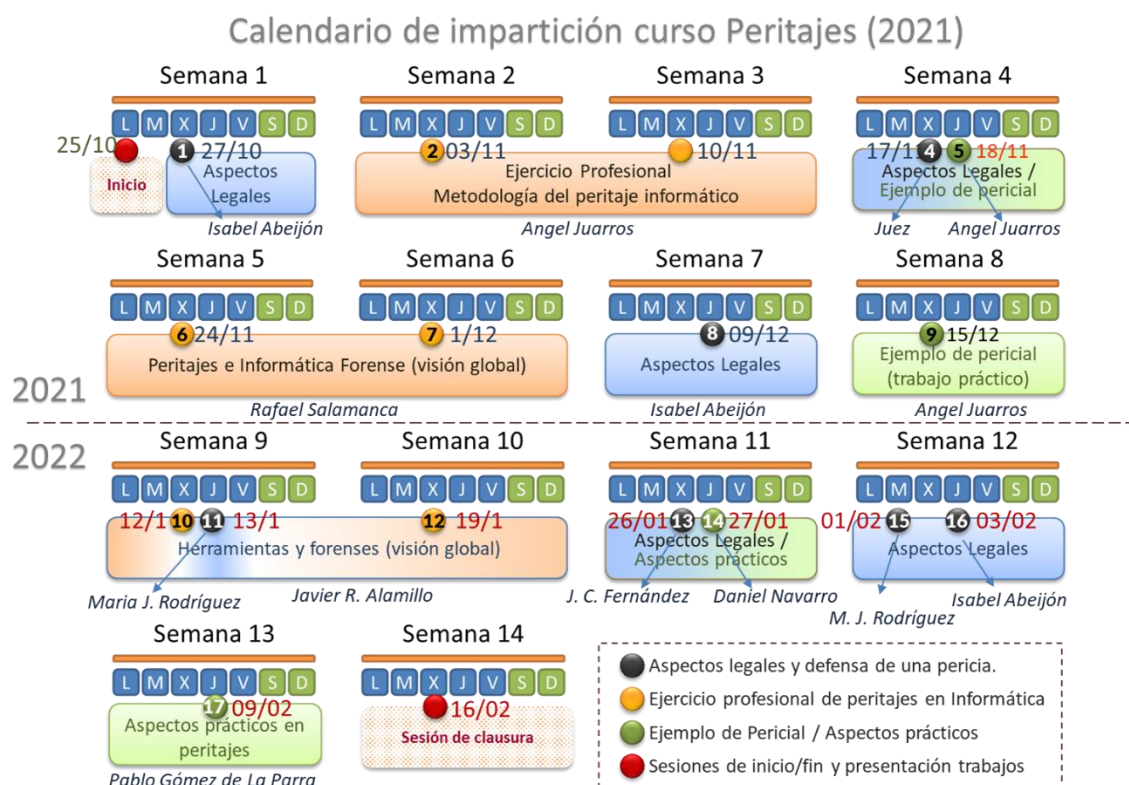 Calendario de impartición curso Peritajes (2021)
Semana 1
L M X J V S D
25/10
1 27/10
Inicio
Aspectos
Legales
Isabel Abeijón
Semana 2
L M X J V S D
2 03/11
Semana 3
L M X J V S D
10/11
Ejercicio Profesional
Metodología del peritaje informático
Angel Juarros
Semana 4
L M X J V S D
17/11 4 5 18/11
Aspectos Legales /
Ejemplo de pericial
Juez
Angel Juarros
Semana 5
L M X J V S D
6 24/11
Semana 6
L M X J V S D
7 1/12
Peritajes e Informática Forense (visión global)
Rafael Salamanca
Semana 7
L M X J V S D
8 09/12
Aspectos Legales
Isabel Abeijón
Semana 8
L M X J V S D
9 15/12
Ejemplo de pericial
(trabajo práctico)
Angel Juarros
2021
2022
Semana 9
L M X J V S D
12/1 10 11 13/1
Semana 10
L M X J V S D
12 19/1
Herramientas y forenses (visión global)
Maria J. Rodríguez
Javier R. Alamillo
Semana 11
L M X J V S D
26/01 13 14 27/01
Aspectos Legales /
Aspectos prácticos
J. C. Fernández
Daniel Navarro
Semana 12
L M X J V S D
01/02 15 16 03/02
Aspectos Legales
M. J. Rodríguez
Isabel Abeijón
Semana 13
L M X J V S D
17 09/02
Aspectos prácticos en
peritajes
Pablo Gómez de La Parra
Semana 14
L M X J V S D
16/02
Sesión de clausura
Aspectos legales y defensa de una pericia.
Ejercicio profesional de peritajes en Informática
Ejemplo de Pericial / Aspectos prácticos
Sesiones de inicio/fin y presentación trabajos